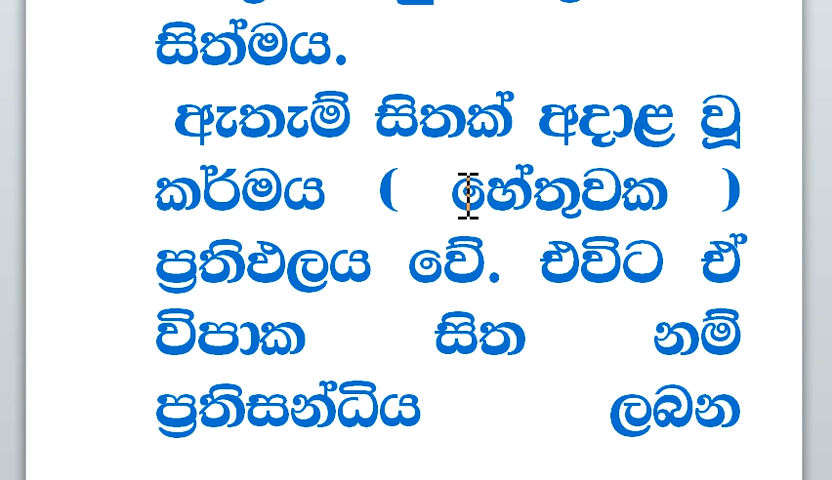 සිත්මය.
ඇතැම් සිතක් අදාළ වූ
කර්මය ( හේතුවක )
ප්‍රතිඵලය වේ. එවිට ඒ
විපාක සිත නම්
ප්‍රතිසන්ධිය ලබන